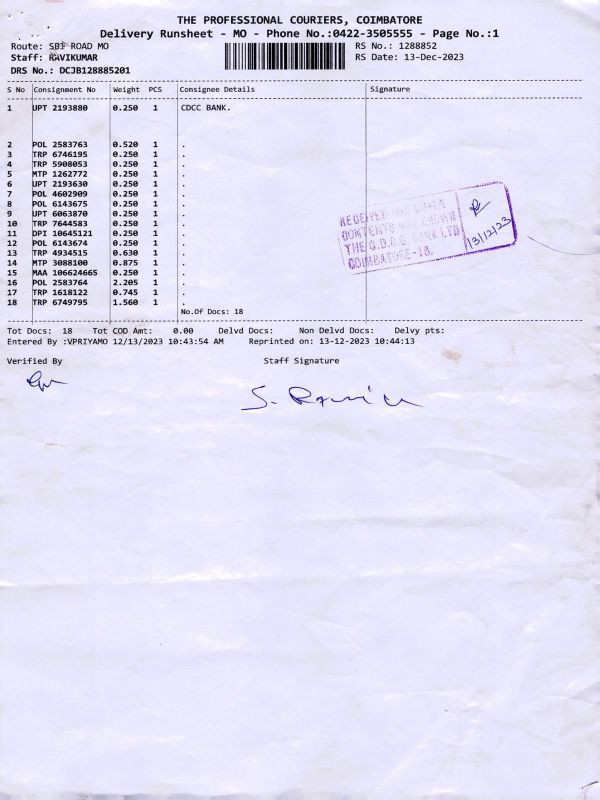 THE PROFESSIONAL COURIERS, COIMBATORE
Delivery Runsheet - MO - Phone No.:0422-3505555 - Page No.:1
Route: SBI ROAD MO RS No.: 1288852
Staff: RAVIKUMAR RS Date: 13-Dec-2023
DRS No.: DCJB128885201
S No Consignment No Weight PCS Consignee Details Signature
1 UPT 2193880 0.250 1 CDCC BANK.
2 POL 2583763 0.520 1 .
3 TRP 6746195 0.250 1 .
4 TRP 5908053 0.250 1 .
5 MTP 1262772 0.250 1 .
6 UPT 2193630 0.250 1 .
7 POL 4602909 0.250 1 .
8 POL 6143675 0.250 1 .
9 UPT 6063870 0.250 1 .
10 TRP 7644583 0.250 1 .
11 DPI 10645121 0.250 1 .
12 POL 6143674 0.250 1 .
13 TRP 4934515 0.630 1 .
14 MTP 3088100 0.875 1 .
15 MAA 106624665 0.250 1 .
16 POL 2583764 2.205 1 .
17 TRP 1618122 0.745 1 .
18 TRP 6749795 1.560 1 .
No.Of Docs: 18
RECEIVED
CONTENTS NOT KNOWN
THE C.D.C.C. BANK LTD
COIMBATORE-18.
13/12/23
Tot Docs: 18 Tot COD Amt: 0.00 Delvd Docs: Non Delvd Docs: Delvy pts:
Entered By :VPRIYAMO 12/13/2023 10:43:54 AM Reprinted on: 13-12-2023 10:44:13
Verified By Staff Signature
S. Ravi